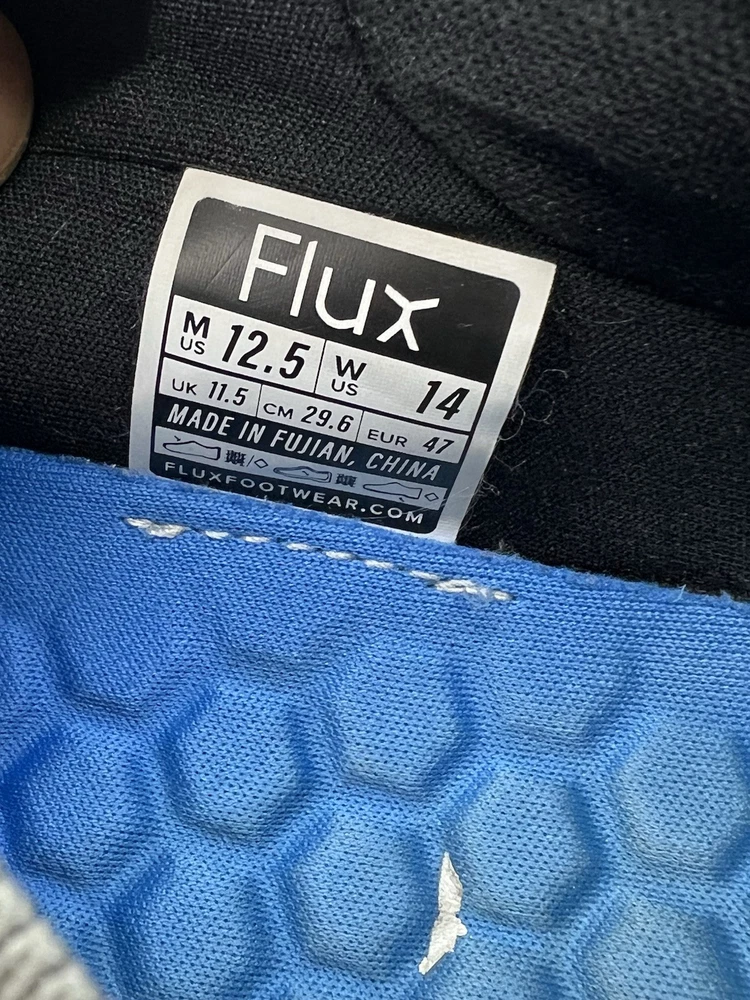 Flux
M US 12.5 W US 14
UK 11.5 CM 29.6 EUR 47
MADE IN FUJIAN, CHINA
FLUXFOOTWEAR.COM